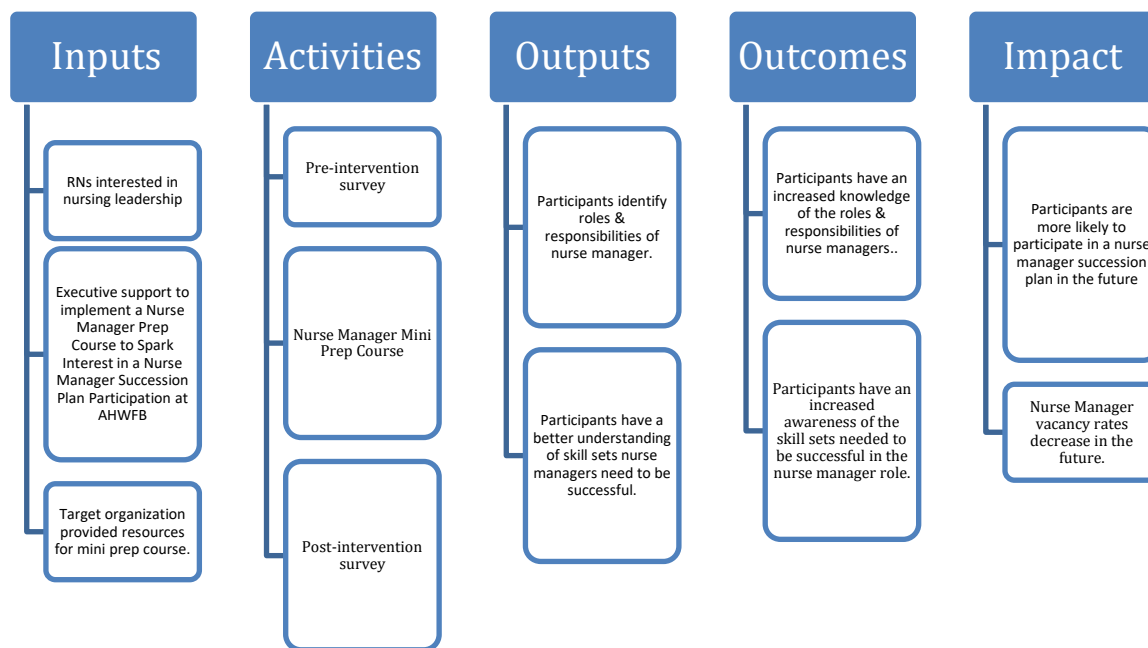 Inputs
RNs interested in
nursing leadership
Executive support to
implement a Nurse
Manager Prep
Course to Spark
Interest in a Nurse
Manager Succession
Plan Participation at
AHWFB
Target organization
provided resources
for mini prep course.
Activities
Pre-intervention
survey
Nurse Manager Mini
Prep Course
Post-intervention
survey
Outputs
Participants identify
roles &
responsibilities of
nurse manager.
Participants have a
better understanding
of skill sets nurse
managers need to be
successful.
Outcomes
Participants have an
increased knowledge
of the roles &
responsibilities of
nurse managers..
Participants have an
increased
awareness of the
skill sets needed to
be successful in the
nurse manager role.
Impact
Participants are
more likely to
participate in a nurse
manager succession
plan in the future
Nurse Manager
vacancy rates
decrease in the
future.